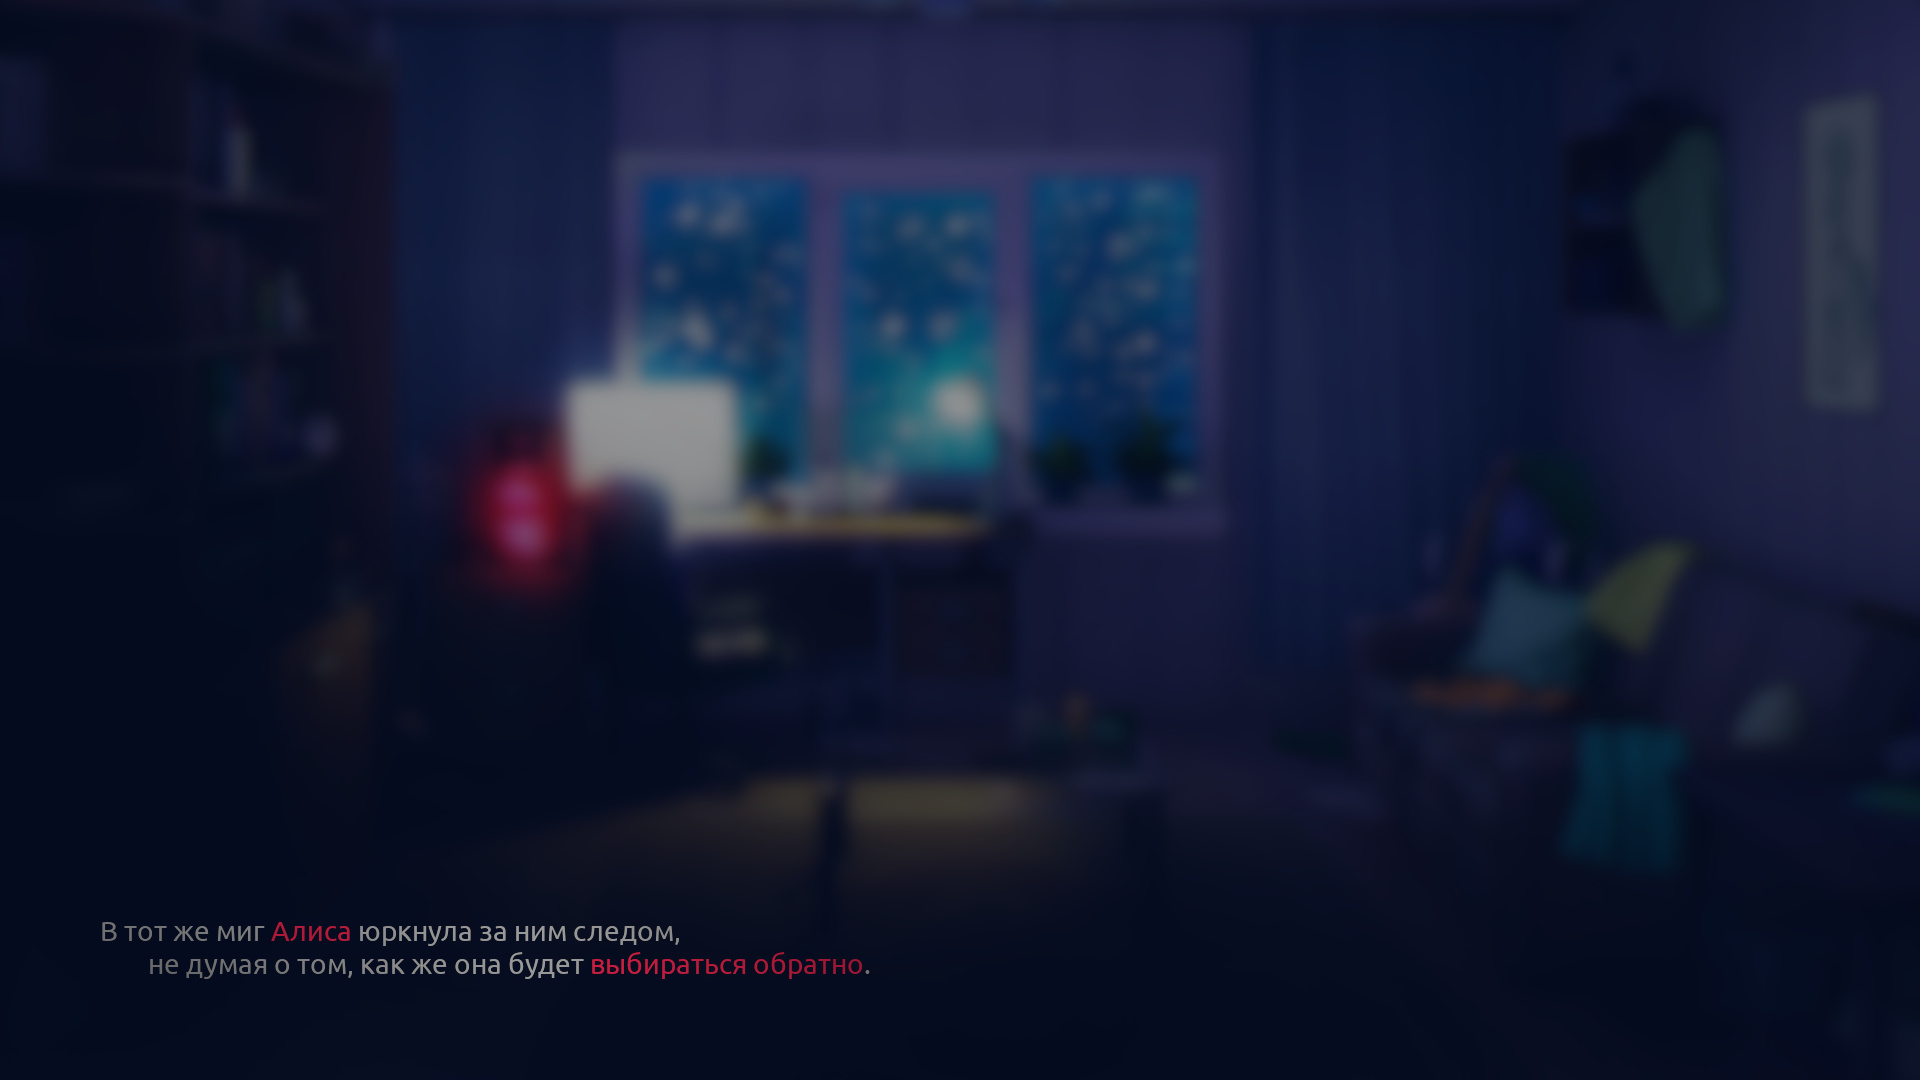 В тот же миг Алиса юркнула за ним следом,
не думая о том, как же она будет выбираться обратно.